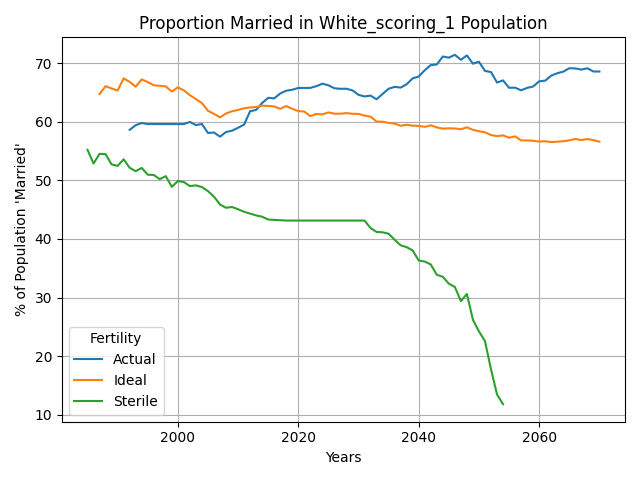 Proportion Married in White_scoring_1 Population
% of Population 'Married'
70
60
50
40
30
20
10
Fertility
Actual
Ideal
Sterile
2000 2020 2040 2060
Years